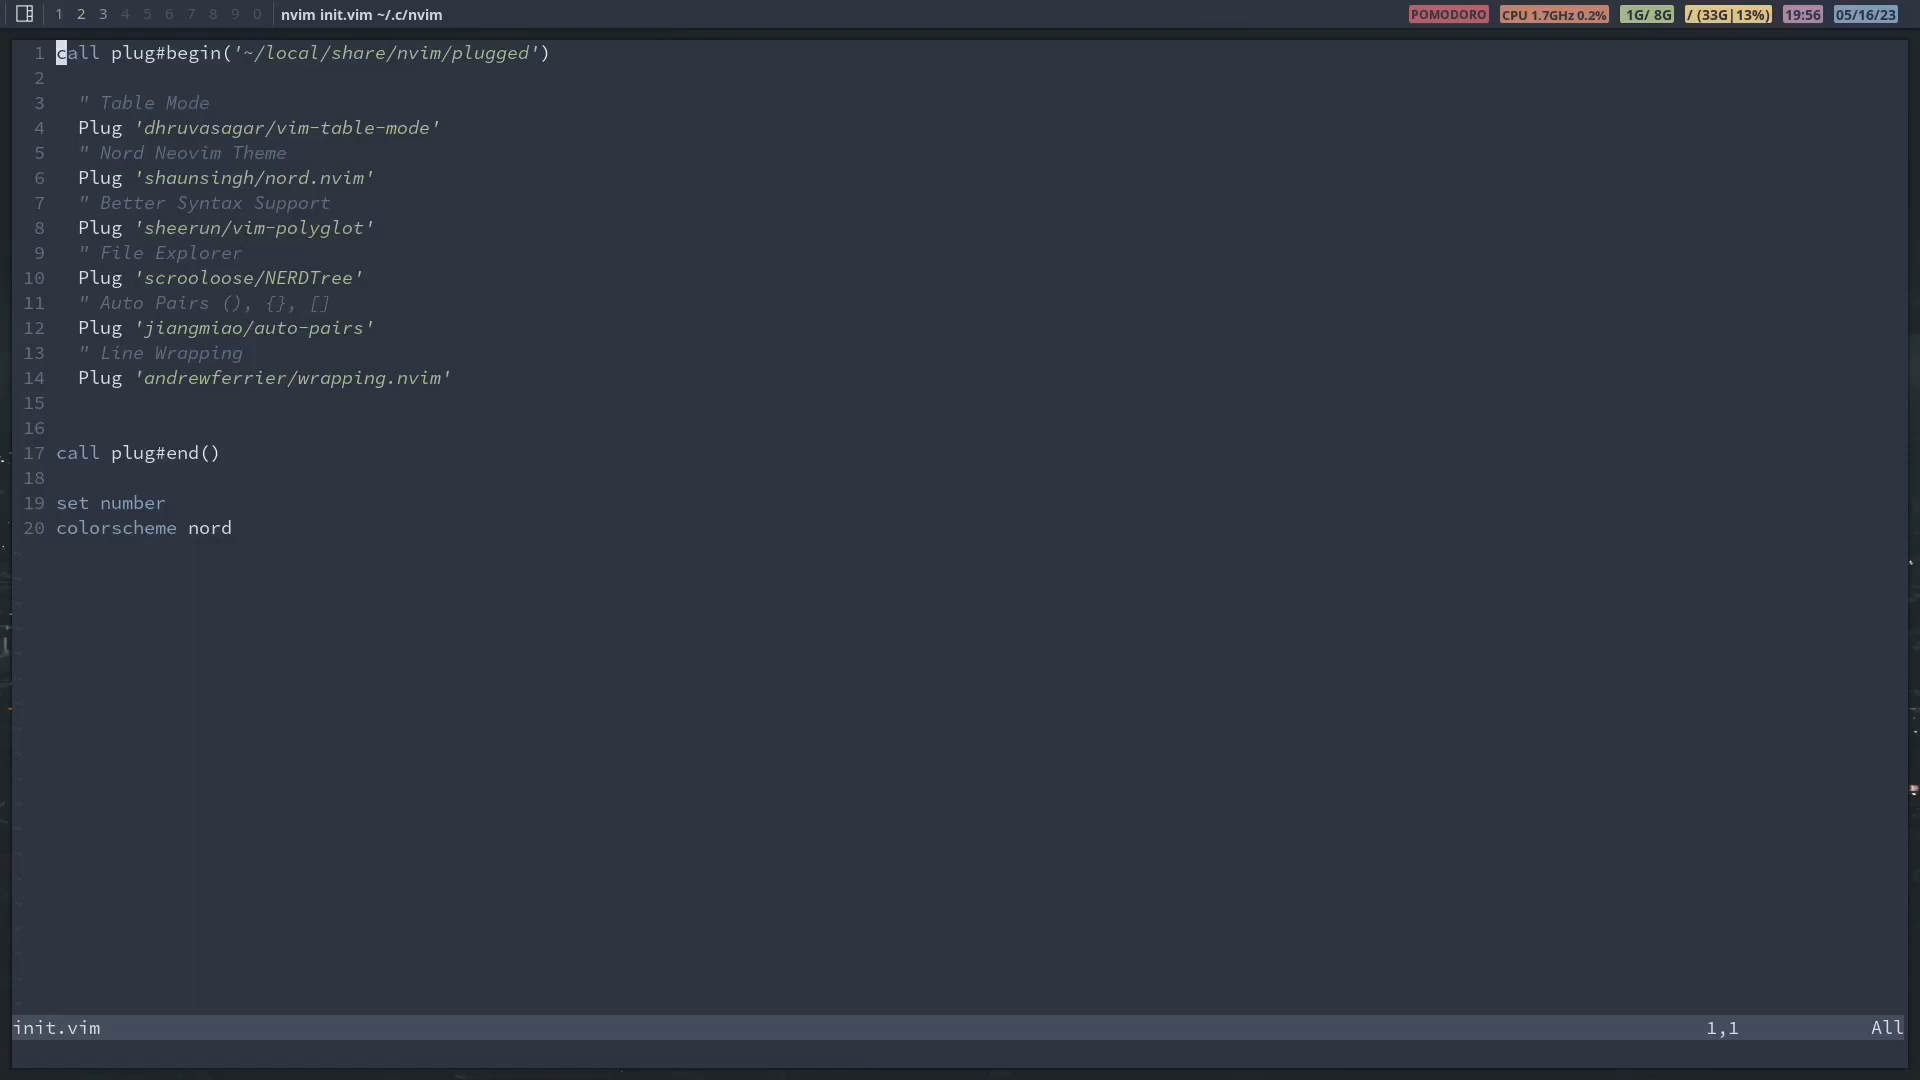 1 2 3 4 5 6 7 8 9 0 nvim init.vim ~/.c/nvim POMODORO CPU 1.7GHz 0.2% 1G/ 8G / (33G|13%) 19:56 05/16/23
1 call plug#begin('~/local/share/nvim/plugged')
2
3 " Table Mode
4 Plug 'dhruvasagar/vim-table-mode'
5 " Nord Neovim Theme
6 Plug 'shaunsingh/nord.nvim'
7 " Better Syntax Support
8 Plug 'sheerun/vim-polyglot'
9 " File Explorer
10 Plug 'scrooloose/NERDTree'
11 " Auto Pairs (), {}, []
12 Plug 'jiangmiao/auto-pairs'
13 " Line Wrapping
14 Plug 'andrewferrier/wrapping.nvim'
15
16
17 call plug#end()
18
19 set number
20 colorscheme nord
init.vim 1,1 All